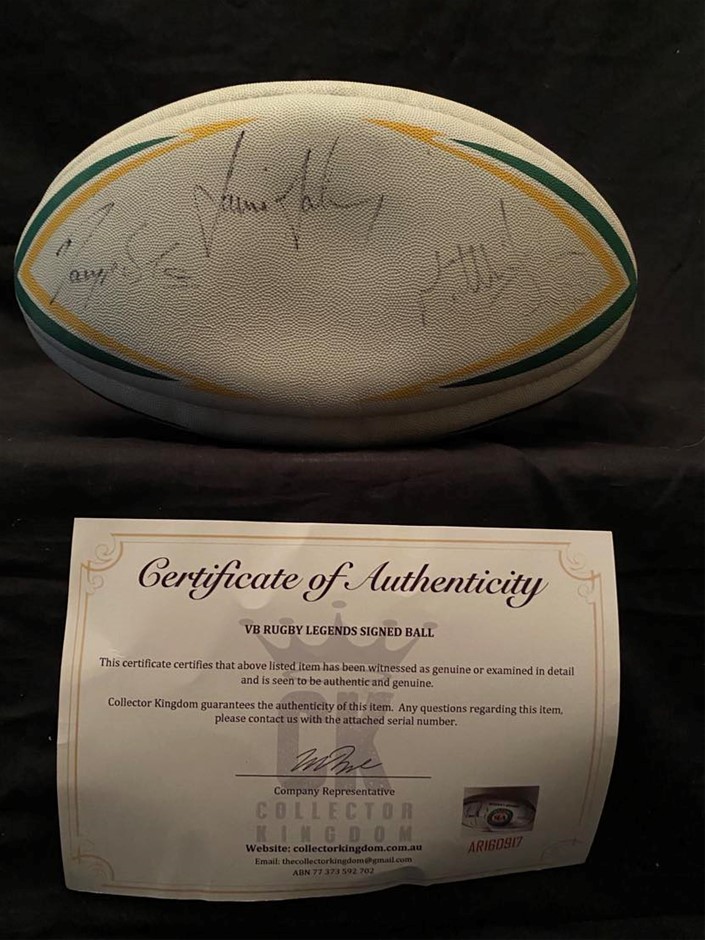 Certificate of Authenticity
VB RUGBY LEGENDS SIGNED BALL
This certificate certifies that above listed item has been witnessed as genuine or examined in detail
and is seen to be authentic and genuine.
Collector Kingdom guarantees the authenticity of this item. Any questions regarding this item,
please contact us with the attached serial number.
Company Representative
CK
COLLECTOR
KINGDOM
Website: collectorkingdom.com.au
Email: thecollectorkingdom@gmail.com
ABN 77 373 592 702
AR160917